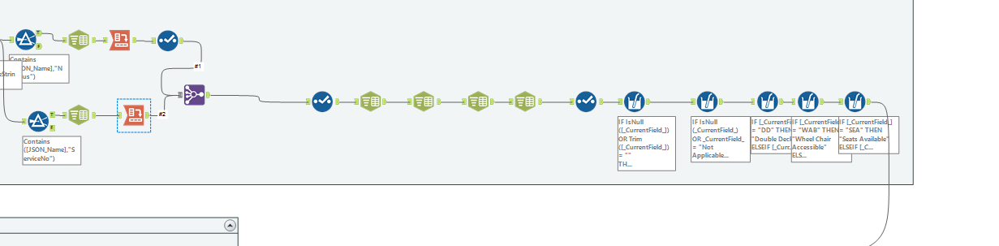 T
F
Contains
ON_Name],"N
us")
eStrin
#1
T
F
Contains
([JSON_Name],"S
erviceNo")
#2
IF IsNull
([_CurrentField_])
OR Trim
([_CurrentField_])
= ""
TH...
IF IsNull
(_CurrentField_)
OR _CurrentField_
= "Not
Applicable...
IF [_CurrentFi
= "DD" THEN
"Double Deck
ELSEIF [_Curr.
IF [_CurrentField
= "WAB" THEN
"Wheel Chair
Accessible"
ELS...
IF [_CurrentField_]
= "SEA" THEN
"Seats Available"
ELSEIF [_C...